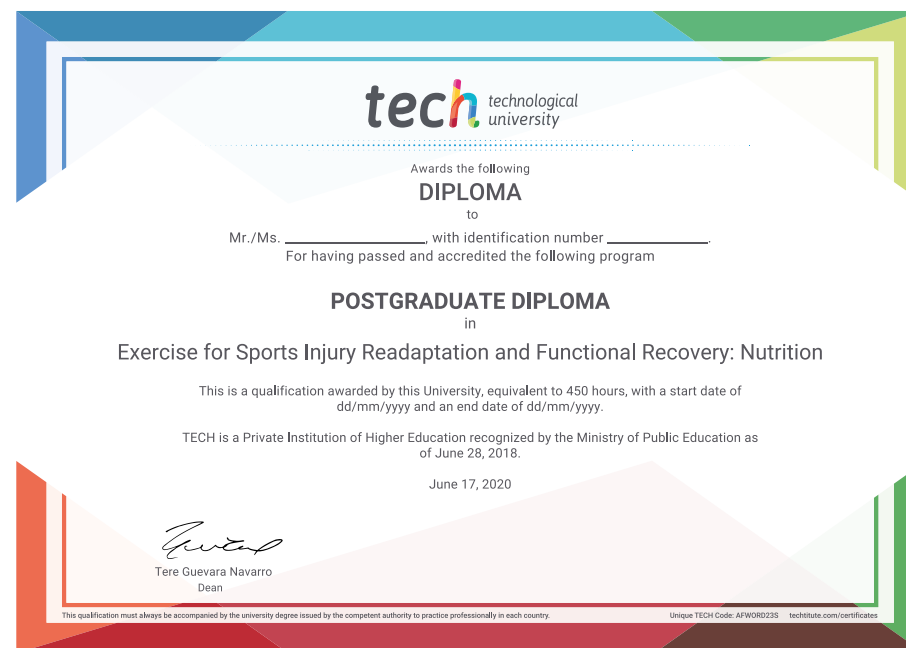 tech technological
university
Awards the following
DIPLOMA
to
Mr./Ms. ____________________, with identification number ______________.
For having passed and accredited the following program
POSTGRADUATE DIPLOMA
in
Exercise for Sports Injury Readaptation and Functional Recovery: Nutrition
This is a qualification awarded by this University, equivalent to 450 hours, with a start date of
dd/mm/yyyy and an end date of dd/mm/yyyy.
TECH is a Private Institution of Higher Education recognized by the Ministry of Public Education as
of June 28, 2018.
June 17, 2020
Tere Guevara Navarro
Dean
This qualification must always be accompanied by the university degree issued by the competent authority to practice professionally in each country. Unique TECH Code: AFWORD23S techtitute.com/certificates